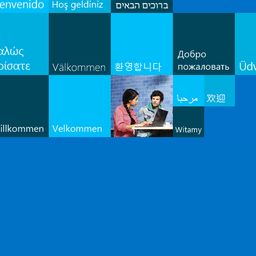 envenido
Hoş geldiniz
ברוכים הבאים
αλώς
ρίσατε
Välkommen
환영합니다
Добро
пожаловать
Üdv
illkommen
Velkommen
مرحبا
欢迎
Witamy